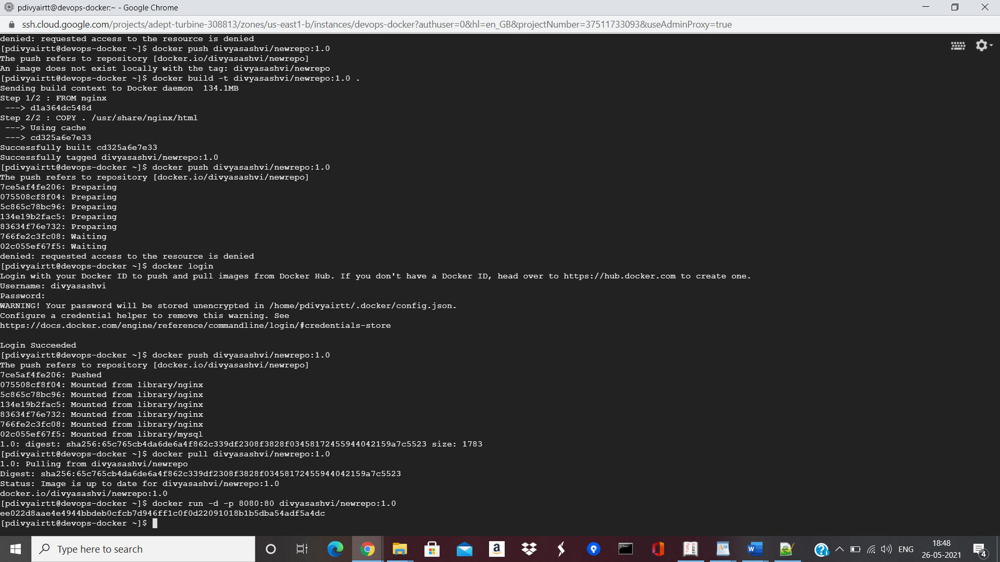 pdivyairtt@devops-docker:~ - Google Chrome
ssh.cloud.google.com/projects/adept-turbine-308813/zones/us-east1-b/instances/devops-docker?authuser=0&hl=en_GB&projectNumber=37511733093&useAdminProxy=true
denied: requested access to the resource is denied
[pdivyairtt@devops-docker ~]$ docker push divyasashvi/newrepo:1.0
The push refers to repository [docker.io/divyasashvi/newrepo]
An image does not exist locally with the tag: divyasashvi/newrepo
[pdivyairtt@devops-docker ~]$ docker build -t divyasashvi/newrepo:1.0 .
Sending build context to Docker daemon  134.1MB
Step 1/2 : FROM nginx
 ---> d1a364dc548d
Step 2/2 : COPY . /usr/share/nginx/html
 ---> Using cache
 ---> cd325a6e7e33
Successfully built cd325a6e7e33
Successfully tagged divyasashvi/newrepo:1.0
[pdivyairtt@devops-docker ~]$ docker push divyasashvi/newrepo:1.0
The push refers to repository [docker.io/divyasashvi/newrepo]
7ce5af4fe206: Preparing
075508cf8f04: Preparing
5c865c78bc96: Preparing
134e19b2fac5: Preparing
83634f76e732: Preparing
766fe2c3fc08: Waiting
02c055ef67f5: Waiting
denied: requested access to the resource is denied
[pdivyairtt@devops-docker ~]$ docker login
Login with your Docker ID to push and pull images from Docker Hub. If you don't have a Docker ID, head over to https://hub.docker.com to create one.
Username: divyasashvi
Password:
WARNING! Your password will be stored unencrypted in /home/pdivyairtt/.docker/config.json.
Configure a credential helper to remove this warning. See
https://docs.docker.com/engine/reference/commandline/login/#credentials-store
Login Succeeded
[pdivyairtt@devops-docker ~]$ docker push divyasashvi/newrepo:1.0
The push refers to repository [docker.io/divyasashvi/newrepo]
7ce5af4fe206: Pushed
075508cf8f04: Mounted from library/nginx
5c865c78bc96: Mounted from library/nginx
134e19b2fac5: Mounted from library/nginx
83634f76e732: Mounted from library/nginx
766fe2c3fc08: Mounted from library/nginx
02c055ef67f5: Mounted from library/mysql
1.0: digest: sha256:65c765cb4da6de6a4f862c339df2308f3828f03458172455944042159a7c5523 size: 1783
[pdivyairtt@devops-docker ~]$ docker pull divyasashvi/newrepo:1.0
1.0: Pulling from divyasashvi/newrepo
Digest: sha256:65c765cb4da6de6a4f862c339df2308f3828f03458172455944042159a7c5523
Status: Image is up to date for divyasashvi/newrepo:1.0
docker.io/divyasashvi/newrepo:1.0
[pdivyairtt@devops-docker ~]$ docker run -d -p 8080:80 divyasashvi/newrepo:1.0
ee022d8aae4e4944bbdeb0cfcb7d946ff1c0f0d22091018b1b5dba54adf5a4dc
[pdivyairtt@devops-docker ~]$
Type here to search
ENG
18:48
26-05-2021
4